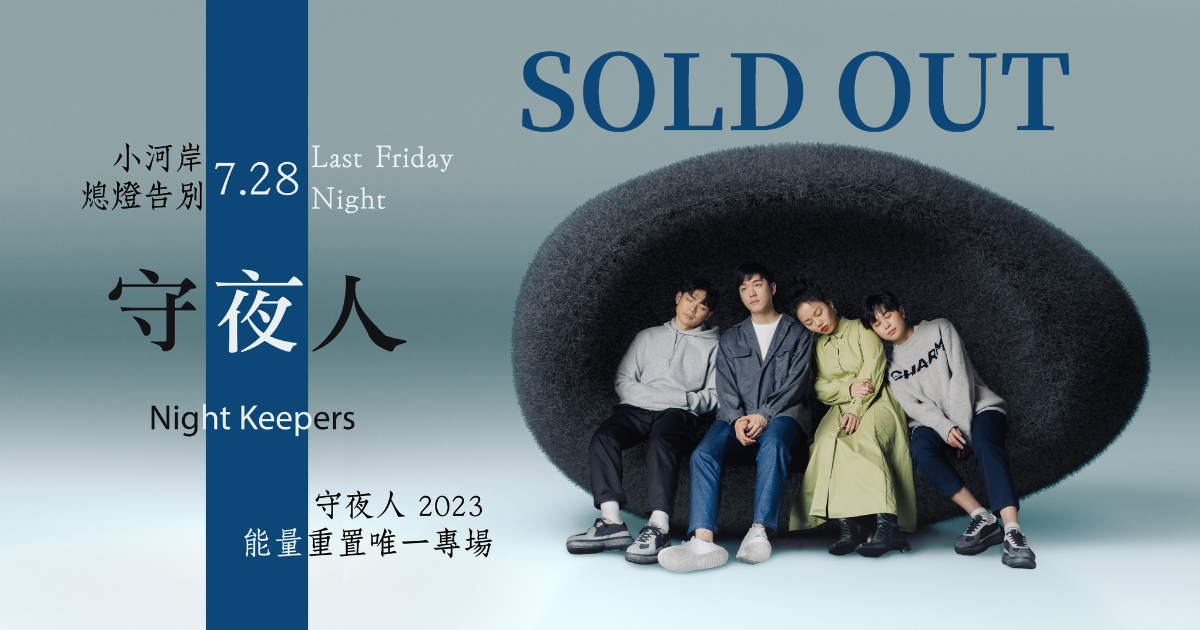 SOLD OUT
小河岸
熄燈告別
7.28
Last Friday
Night
守夜人
Night Keepers
守夜人 2023
能量重置唯一專場
CHARM